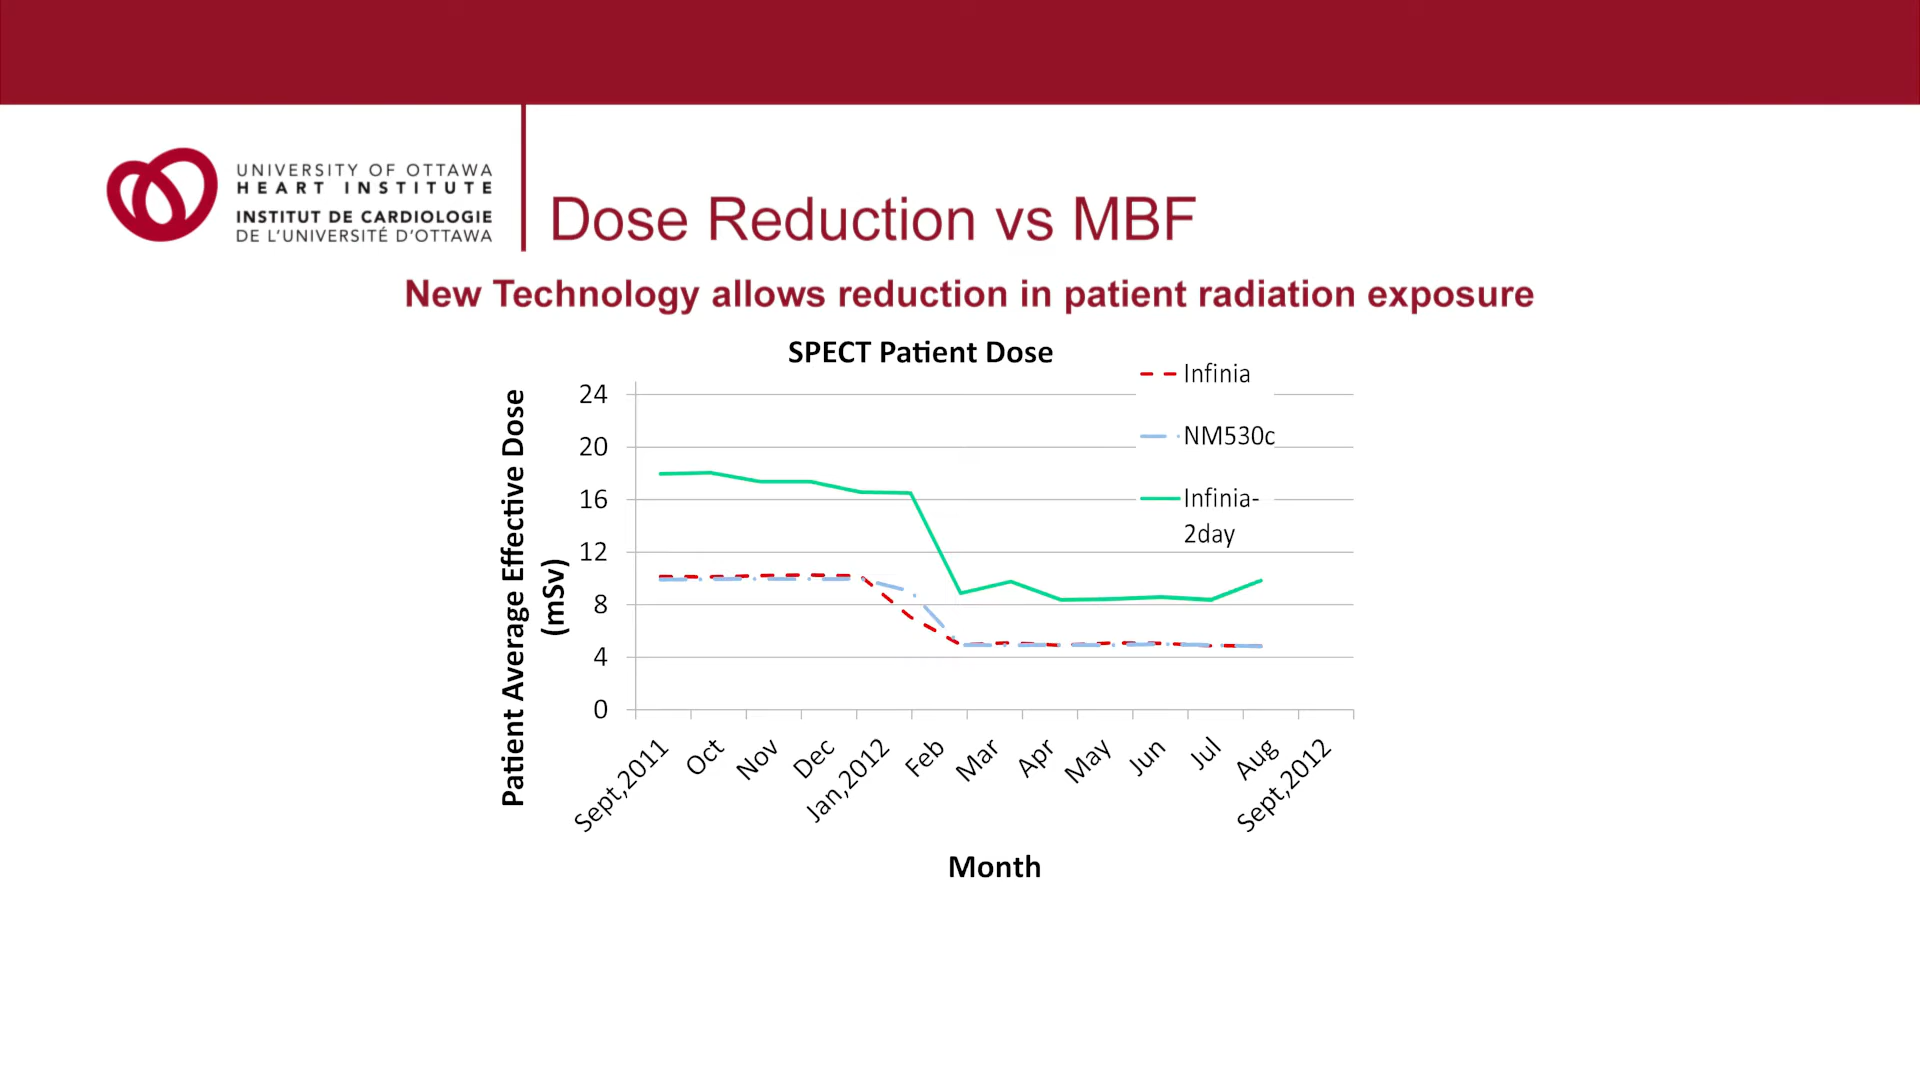 UNIVERSITY OF OTTAWA
HEART INSTITUTE
INSTITUT DE CARDIOLOGIE
DE L'UNIVERSITÉ D'OTTAWA
Dose Reduction vs MBF
New Technology allows reduction in patient radiation exposure
SPECT Patient Dose
Infinia
NM530c
Infinia-
2day
Patient Average Effective Dose
(mSv)
24
20
16
12
8
4
0
Sept,2011
Oct
Nov
Dec
Jan,2012
Feb
Mar
Apr
May
Jun
Jul
Aug
Sept,2012
Month